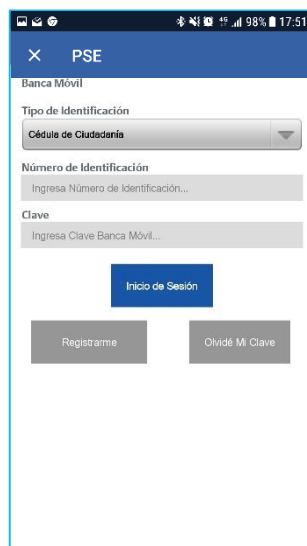 98% 17:51
PSE
Banca Móvil
Tipo de Identificación
Cédula de Ciudadanía
Número de Identificación
Ingresa Número de Identificación...
Clave
Ingresa Clave Banca Móvil...
Inicio de Sesión
Registrarme
Olvidé Mi Clave